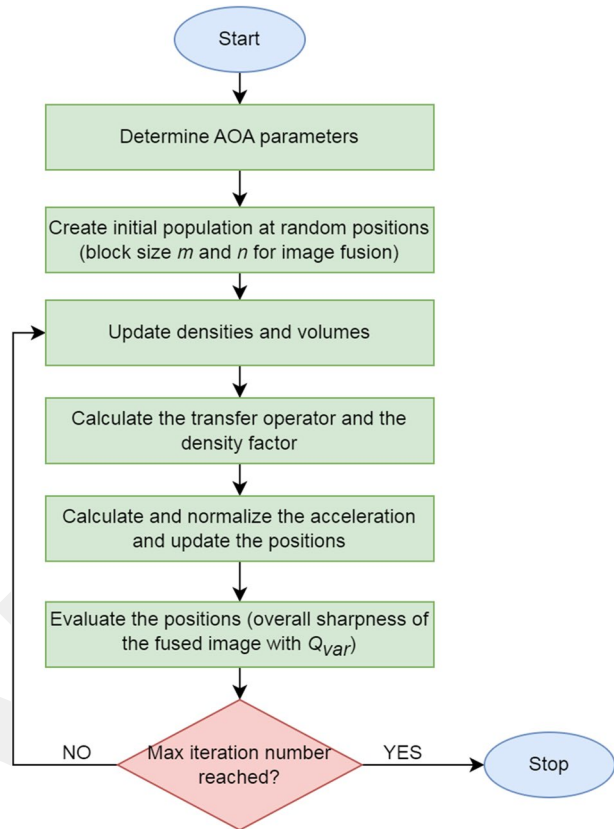 Start
Determine AOA parameters
Create initial population at random positions
(block size m and n for image fusion)
Update densities and volumes
Calculate the transfer operator and the
density factor
Calculate and normalize the acceleration
and update the positions
Evaluate the positions (overall sharpness of
the fused image with Qvar)
Max iteration number
reached?
NO
YES
Stop